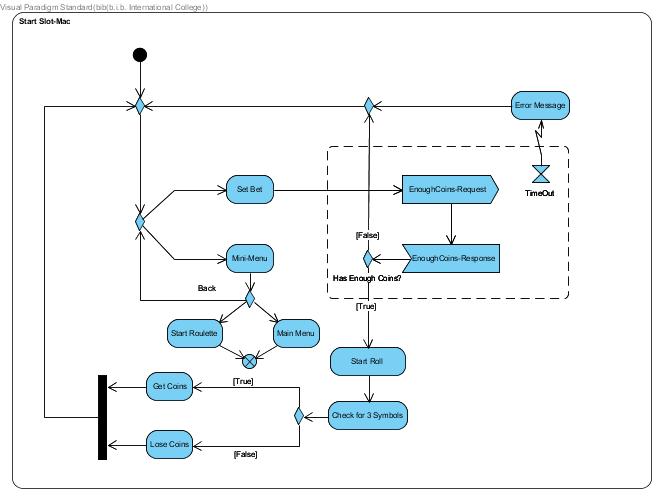 Visual Paradigm Standard(bib(b.i.b. International College))
Start Slot-Mac
Error Message
Set Bet
EnoughCoins-Request
TimeOut
[False]
Mini-Menu
EnoughCoins-Response
Has Enough Coins?
Back
[True]
Start Roulette
Main Menu
Start Roll
Get Coins
[True]
Check for 3 Symbols
Lose Coins
[False]